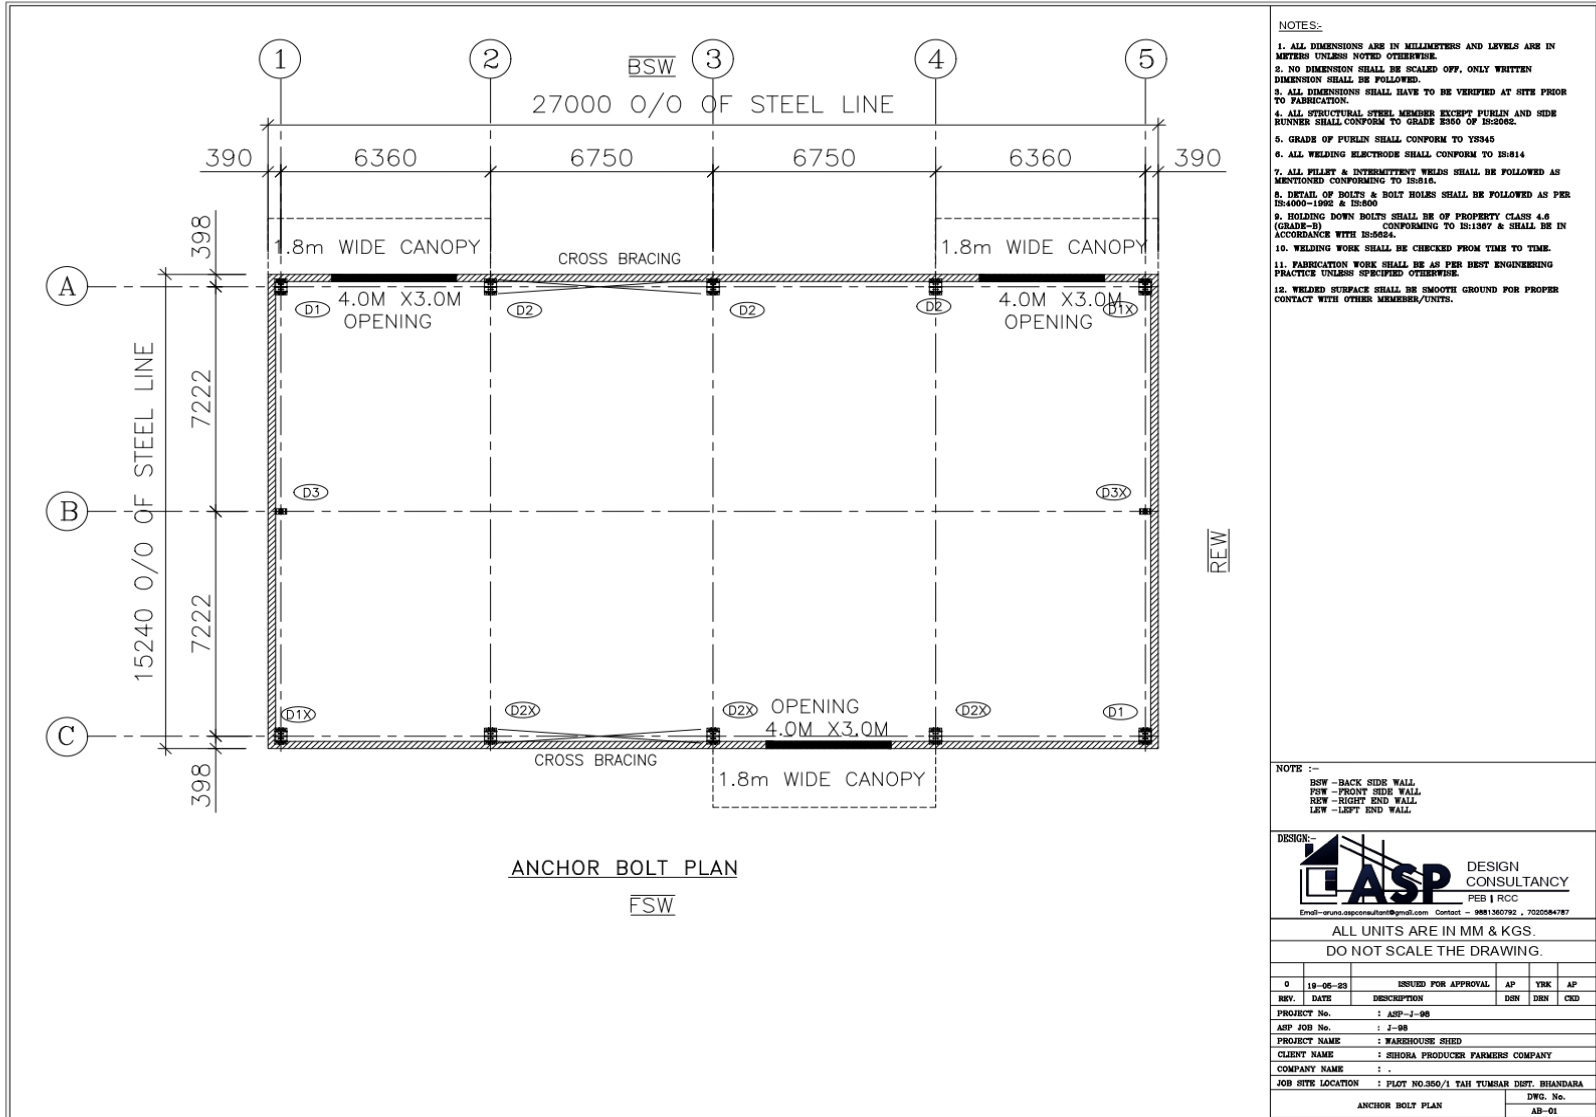 1
2
3
4
5
BSW
27000 O/O OF STEEL LINE
390
6360
6750
6750
6360
390
398
1.8m WIDE CANOPY
CROSS BRACING
1.8m WIDE CANOPY
A
4.0M X3.0M
OPENING
4.0M X3.0M
OPENING
D1
D2
D2
D2
D1X
7222
15240 O/O OF STEEL LINE
D3
D3X
B
REW
7222
D1X
D2X
D2X
OPENING
4.0M X3.0M
D2X
D1
C
CROSS BRACING
398
1.8m WIDE CANOPY
ANCHOR BOLT PLAN
FSW
NOTES:-
1. ALL DIMENSIONS ARE IN MILLIMETERS AND LEVELS ARE IN
METERS UNLESS NOTED OTHERWISE.
2. NO DIMENSION SHALL BE SCALED OFF, ONLY WRITTEN
DIMENSION SHALL BE FOLLOWED.
3. ALL DIMENSIONS SHALL HAVE TO BE VERIFIED AT SITE PRIOR
TO FABRICATION.
4. ALL STRUCTURAL STEEL MEMBER EXCEPT PURLIN AND SIDE
RUNNER SHALL CONFORM TO GRADE E350 OF IS:2062.
5. GRADE OF PURLIN SHALL CONFORM TO YS345
6. ALL WELDING ELECTRODE SHALL CONFORM TO IS:814
7. ALL FILLET & INTERMITTENT WELDS SHALL BE FOLLOWED AS
MENTIONED CONFORMING TO IS:816.
8. DETAIL OF BOLTS & BOLT HOLES SHALL BE FOLLOWED AS PER
IS:4000-1992 & IS:800
9. HOLDING DOWN BOLTS SHALL BE OF PROPERTY CLASS 4.6
(GRADE-B) CONFORMING TO IS:1367 & SHALL BE IN
ACCORDANCE WITH IS:5624.
10. WELDING WORK SHALL BE CHECKED FROM TIME TO TIME.
11. FABRICATION WORK SHALL BE AS PER BEST ENGINEERING
PRACTICE UNLESS SPECIFIED OTHERWISE.
12. WELDED SURFACE SHALL BE SMOOTH GROUND FOR PROPER
CONTACT WITH OTHER MEMEBER/UNITS.
NOTE :-
BSW -BACK SIDE WALL
FSW -FRONT SIDE WALL
REW -RIGHT END WALL
LEW -LEFT END WALL
DESIGN:-
ASP
DESIGN
CONSULTANCY
PEB | RCC
Email-aruna.aspconsultant@gmail.com Contact - 9881360792 , 7020584787
ALL UNITS ARE IN MM & KGS.
DO NOT SCALE THE DRAWING.
0 19-05-23 ISSUED FOR APPROVAL AP YRK AP
REV. DATE DESCRIPTION DSN DRN CKD
PROJECT No. : ASP-J-98
ASP JOB No. : J-98
PROJECT NAME : WAREHOUSE SHED
CLIENT NAME : SIHORA PRODUCER FARMERS COMPANY
COMPANY NAME : .
JOB SITE LOCATION : PLOT NO.350/1 TAH TUMSAR DIST. BHANDARA
ANCHOR BOLT PLAN
DWG. No.
AB-01